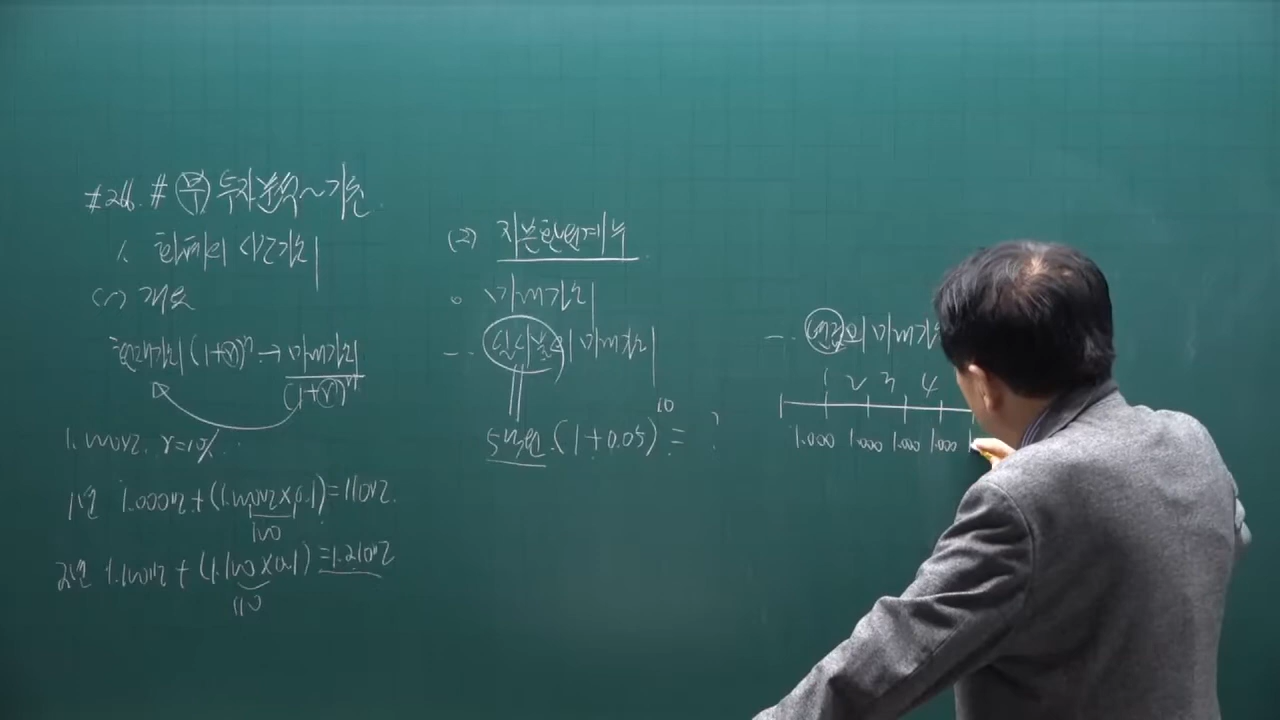 #26. # 부) 투자분석~기초
1. 화폐의 시간가치
(1) 개요
현재가치(1+r)ⁿ → 미래가치
(1+r)ⁿ
1.000원. r=10%.
1년 1.000원+(1.000원×0.1)=1100원.
100
2년 1.100원+(1.100×0.1)=1.210원
110
(2) 자본환원계수
○ 미래가치
- 일시불의 미래가치
5억원.(1+0.05)¹⁰= ?
- 연금의 미래가
1 2 3 4
1.000 1.000 1.000 1.000 1